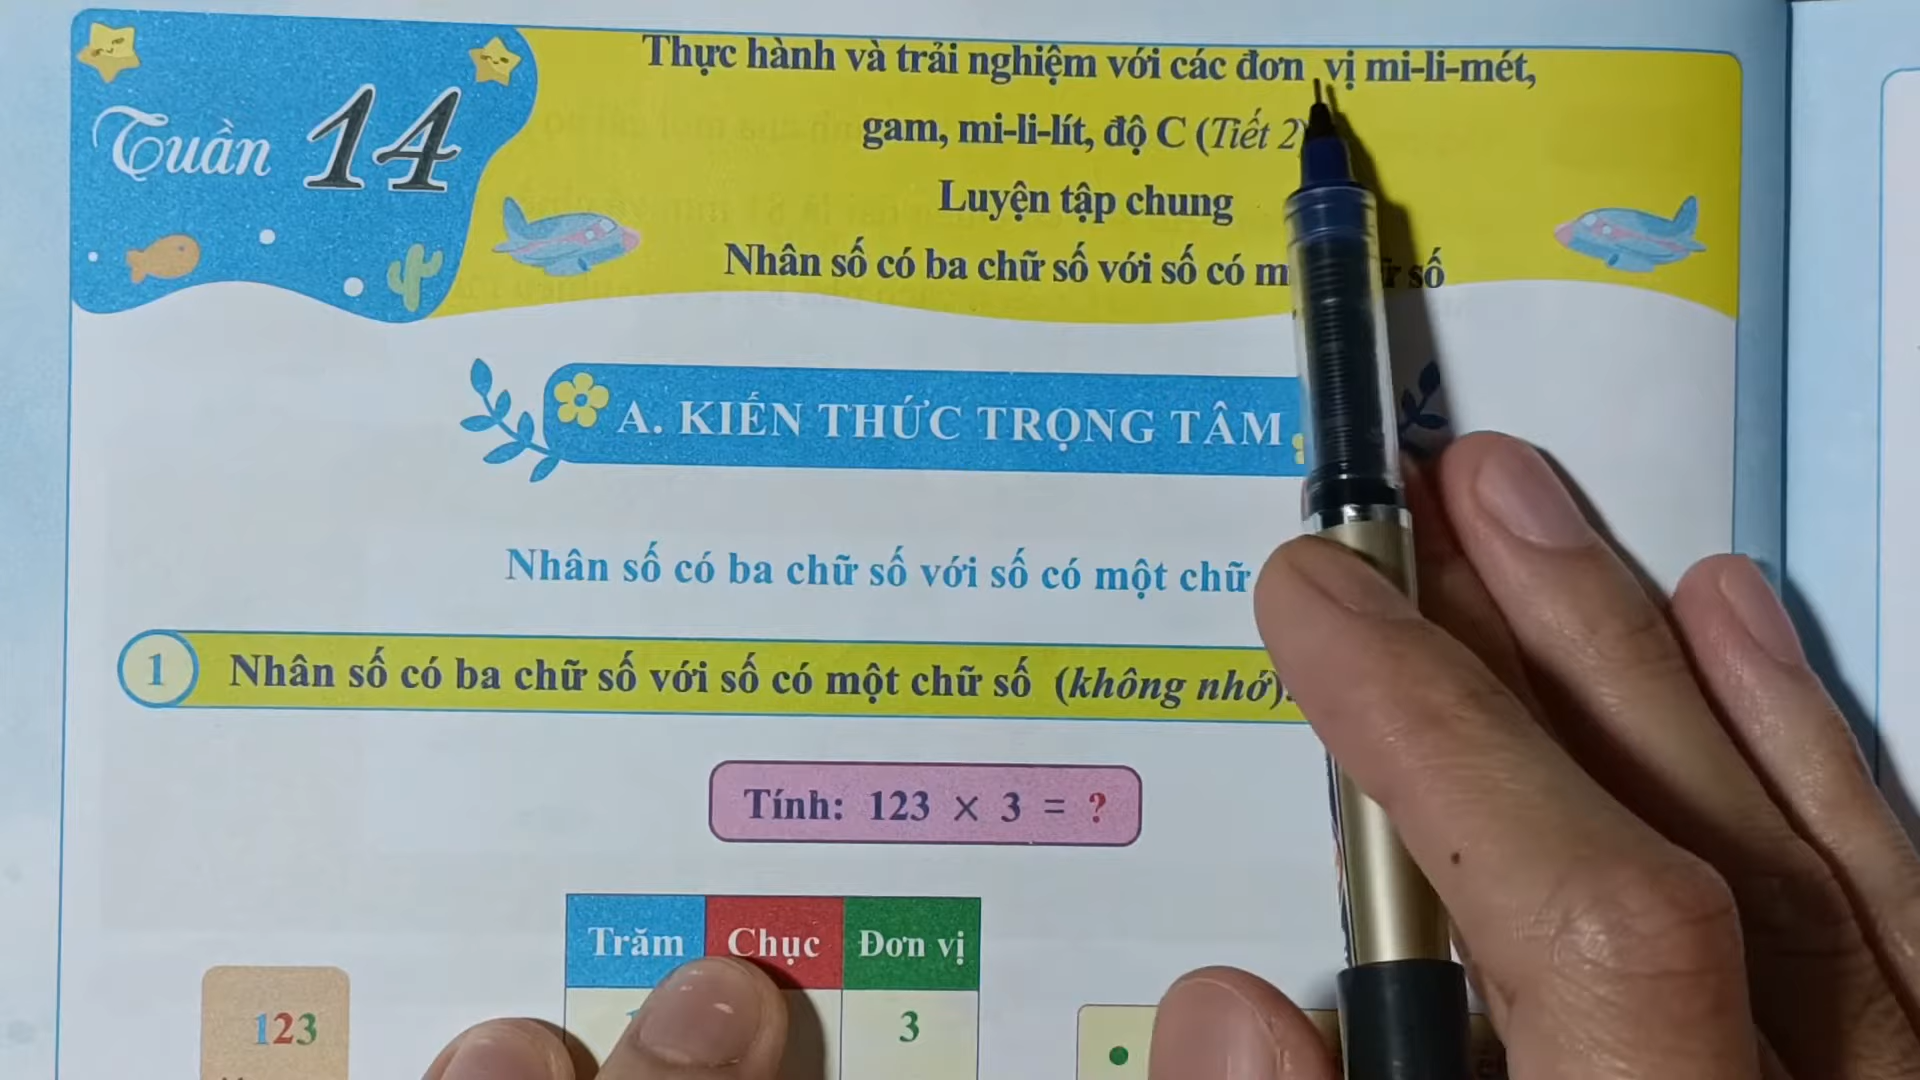 Tuần 14
Thực hành và trải nghiệm với các đơn vị mi-li-mét,
gam, mi-li-lít, độ C (Tiết 2)
Luyện tập chung
Nhân số có ba chữ số với số có số
A. KIẾN THỨC TRỌNG TÂM
Nhân số có ba chữ số với số có một chữ
1 Nhân số có ba chữ số với số có một chữ số (không nhớ).
Tính: 123 × 3 = ?
Trăm Chục Đơn vị
123 3